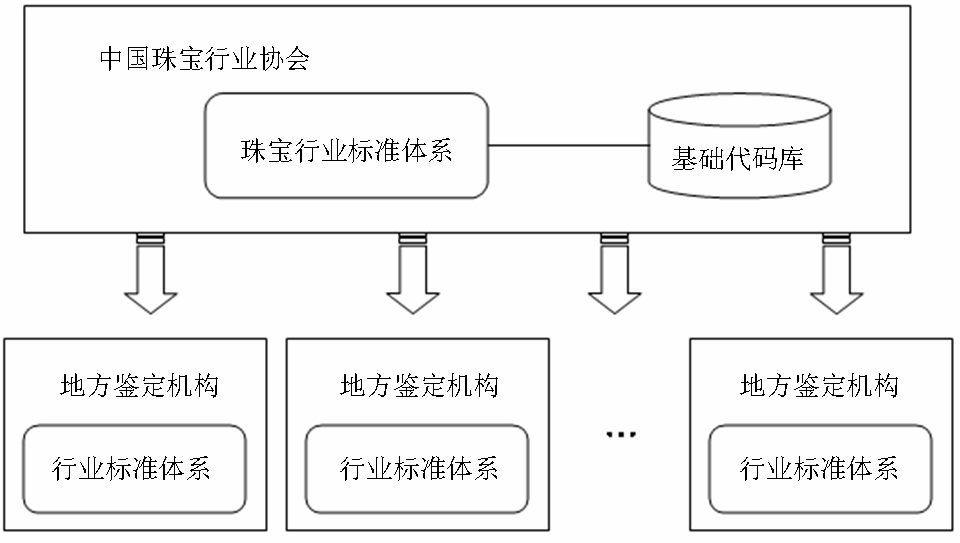 中国珠宝行业协会
珠宝行业标准体系
基础代码库
地方鉴定机构
地方鉴定机构
地方鉴定机构
...
行业标准体系
行业标准体系
行业标准体系